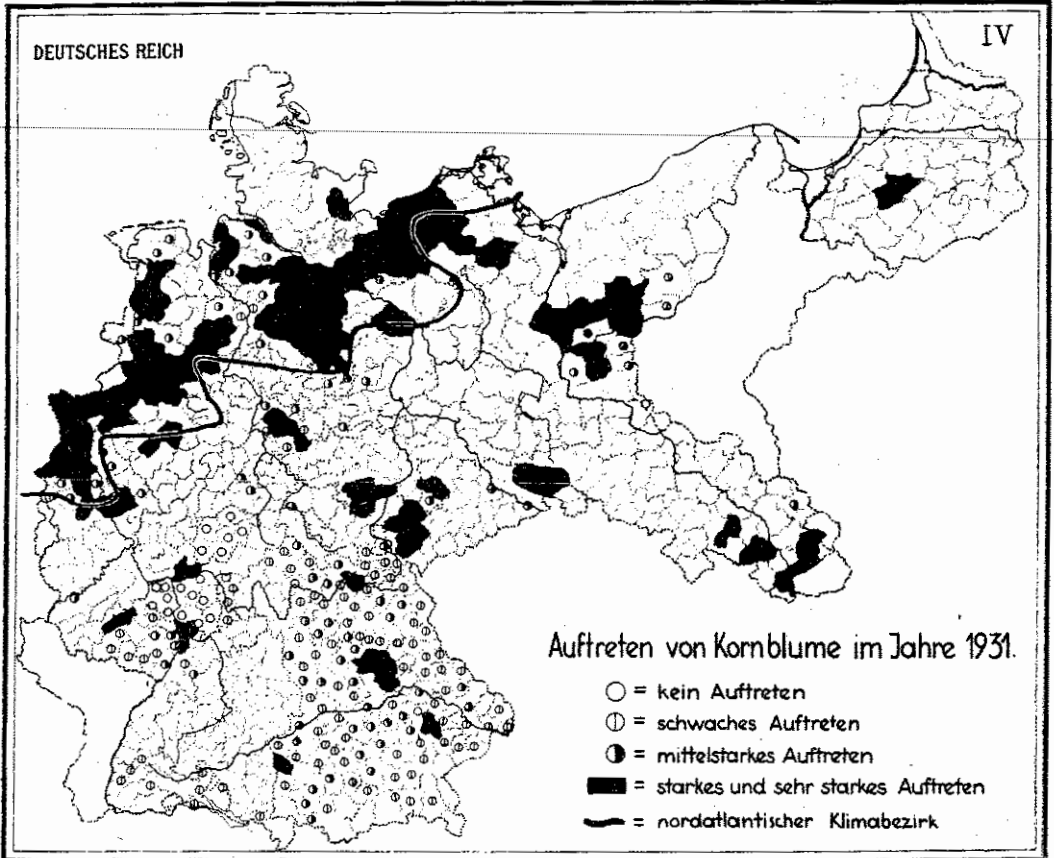 DEUTSCHES REICH
IV
Auftreten von Kornblume im Jahre 1931.
= kein Auftreten
= schwaches Auftreten
= mittelstarkes Auftreten
= starkes und sehr starkes Auftreten
= nordatlantischer Klimabezirk